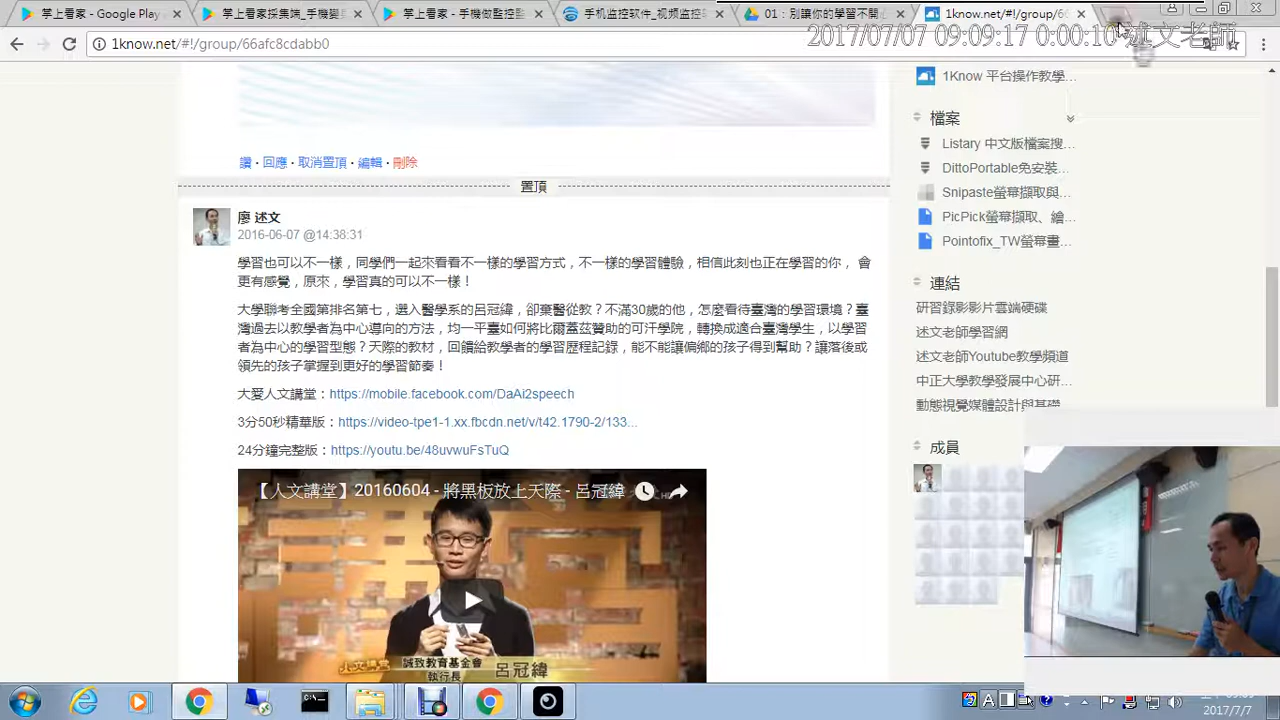 掌上看家 - Google Play
掌上看家採集端_手機腳
掌上看家 - 手機做監控監
手机监控软件_视频监控
01：別讓你的學習不開
1know.net/#!/group/66
1know.net/#!/group/66afc8cdabb0
2017/07/07 09:09:17 0:00:10 述文老師
讚 · 回應 · 取消置頂 · 編輯 · 刪除
置頂
廖 述文
2016-06-07 @14:38:31
學習也可以不一樣，同學們一起來看看不一樣的學習方式，不一樣的學習體驗，相信此刻也正在學習的你， 會
更有感覺，原來，學習真的可以不一樣！
大學聯考全國第排名第七，選入醫學系的呂冠緯，卻棄醫從教？不滿30歲的他，怎麼看待臺灣的學習環境？臺
灣過去以教學者為中心導向的方法，均一平臺如何將比爾蓋茲贊助的可汗學院，轉換成適合臺灣學生，以學習
者為中心的學習型態？天際的教材，回饋給教學者的學習歷程記錄，能不能讓偏鄉的孩子得到幫助？讓落後或
領先的孩子掌握到更好的學習節奏！
大愛人文講堂：https://mobile.facebook.com/DaAi2speech
3分50秒精華版：https://video-tpe1-1.xx.fbcdn.net/v/t42.1790-2/133...
24分鐘完整版：https://youtu.be/48uvwuFsTuQ
【人文講堂】20160604 - 將黑板放上天際 - 呂冠緯
人文講堂
誠致教育基金會
執行長
呂冠緯
1Know 平台操作教學...
檔案
Listary 中文版檔案搜...
DittoPortable免安裝...
Snipaste螢幕擷取與...
PicPick螢幕擷取、繪...
Pointofix_TW螢幕畫...
連結
研習錄影影片雲端硬碟
述文老師學習網
述文老師Youtube教學頻道
中正大學教學發展中心研...
動態視覺媒體設計與基礎
成員
2017/7/7